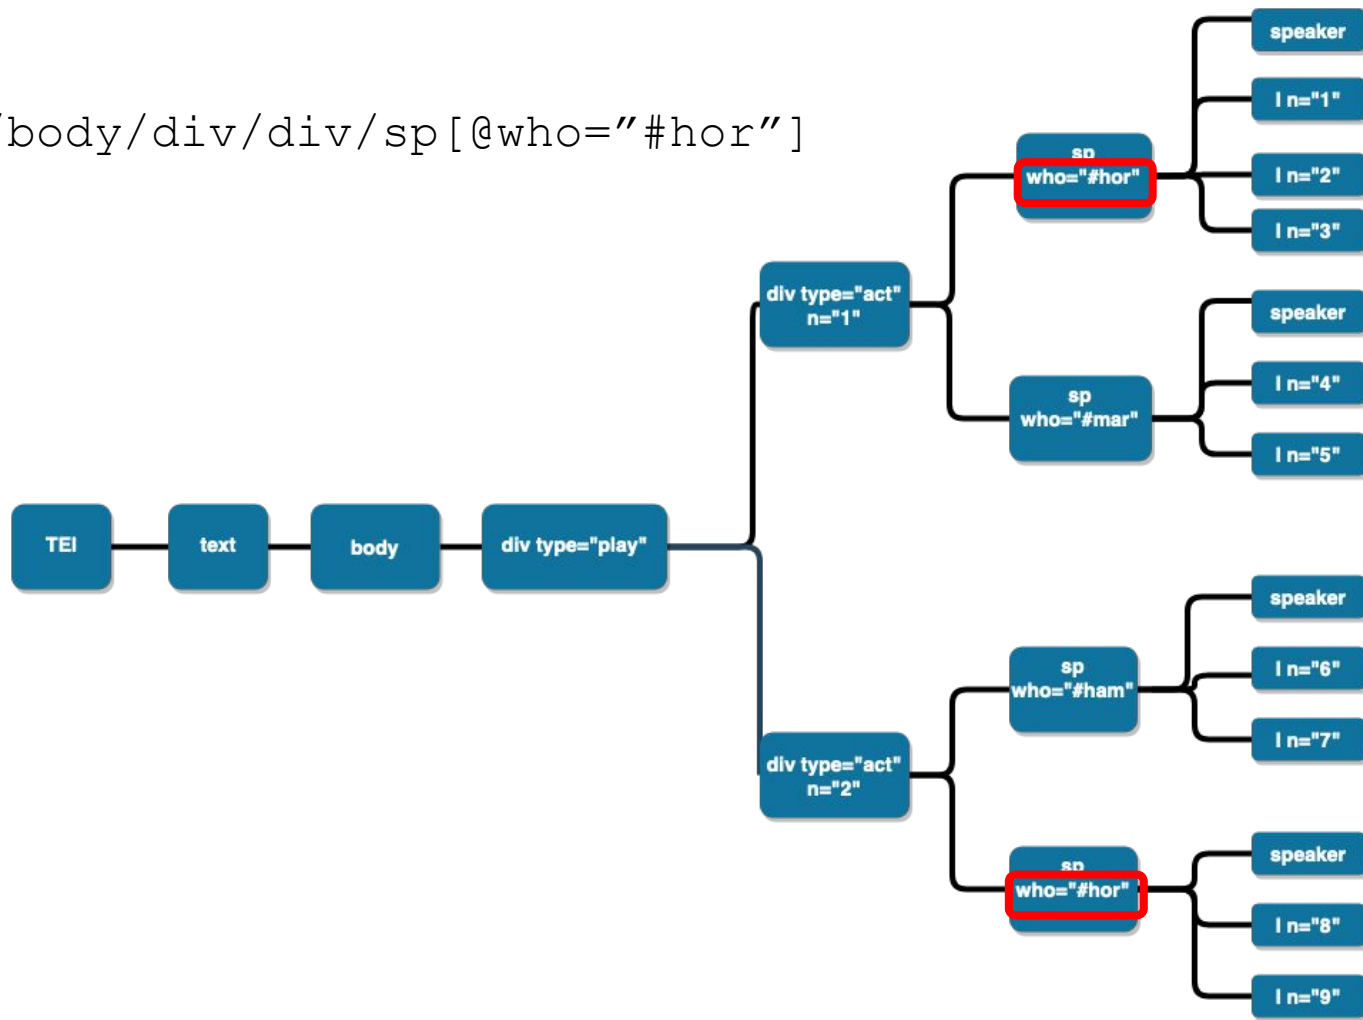 /body/div/div/sp[@who=”#hor”]
TEI
text
body
div type="play"
div type="act"
n="1"
sp
who="#hor"
speaker
l n="1"
l n="2"
l n="3"
sp
who="#mar"
speaker
l n="4"
l n="5"
div type="act"
n="2"
sp
who="#ham"
speaker
l n="6"
l n="7"
sp
who="#hor"
speaker
l n="8"
l n="9"